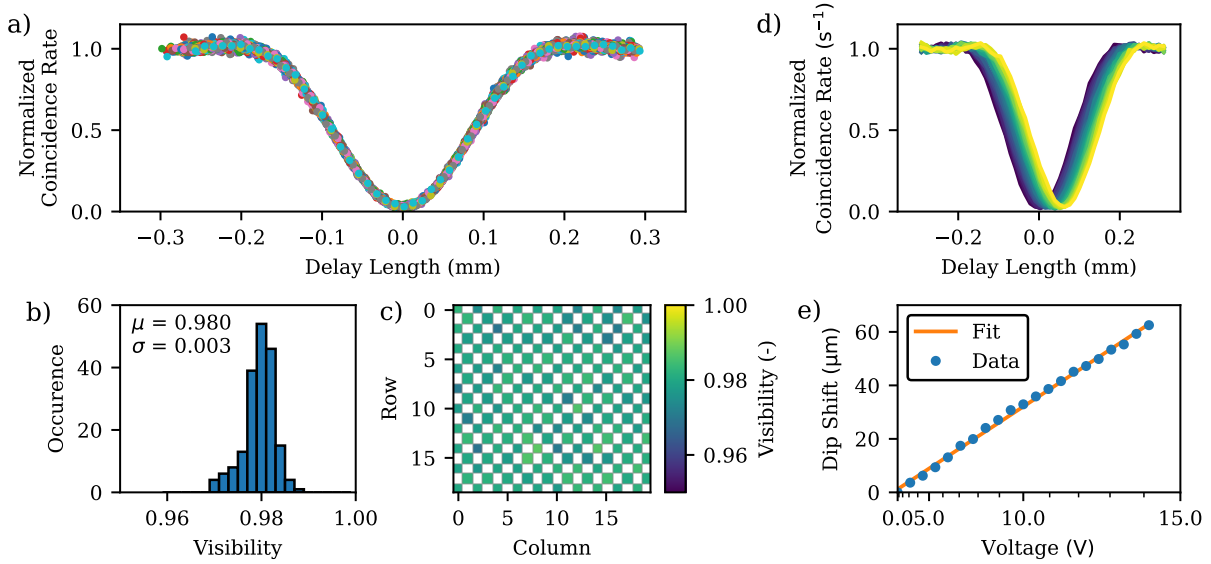 a)
Normalized
Coincidence Rate
1.0
0.5
0.0
−0.3
−0.2
−0.1
0.0
0.1
0.2
0.3
Delay Length (mm)
d)
Normalized
Coincidence Rate (s⁻¹)
1.0
0.5
0.0
−0.2
0.0
0.2
Delay Length (mm)
b)
μ = 0.980
σ = 0.003
Occurence
60
40
20
0
0.96
0.98
1.00
Visibility
c)
Row
0
5
10
15
0
5
10
15
Column
1.00
0.98
0.96
Visibility (-)
e)
Fit
Data
Dip Shift (μm)
60
40
20
0
0.0
5.0
10.0
15.0
Voltage (V)